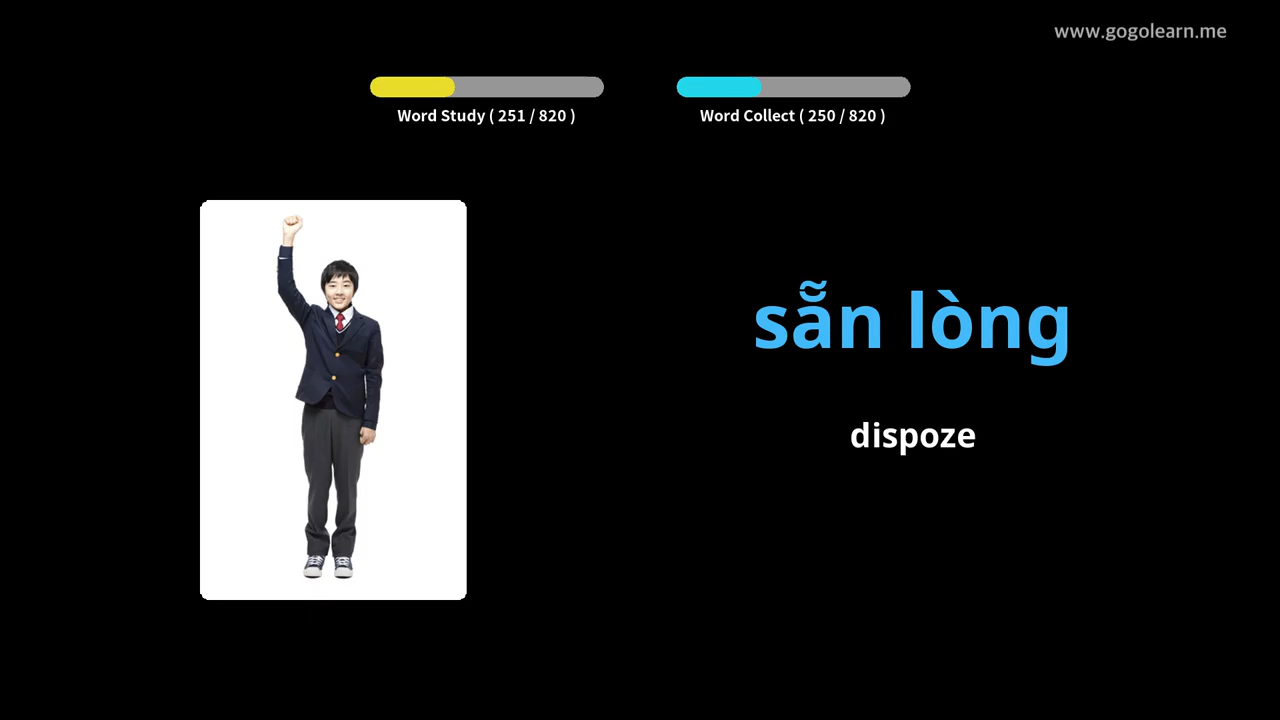 www.gogolearn.me
Word Study ( 251 / 820 )
Word Collect ( 250 / 820 )
sẵn lòng
dispoze